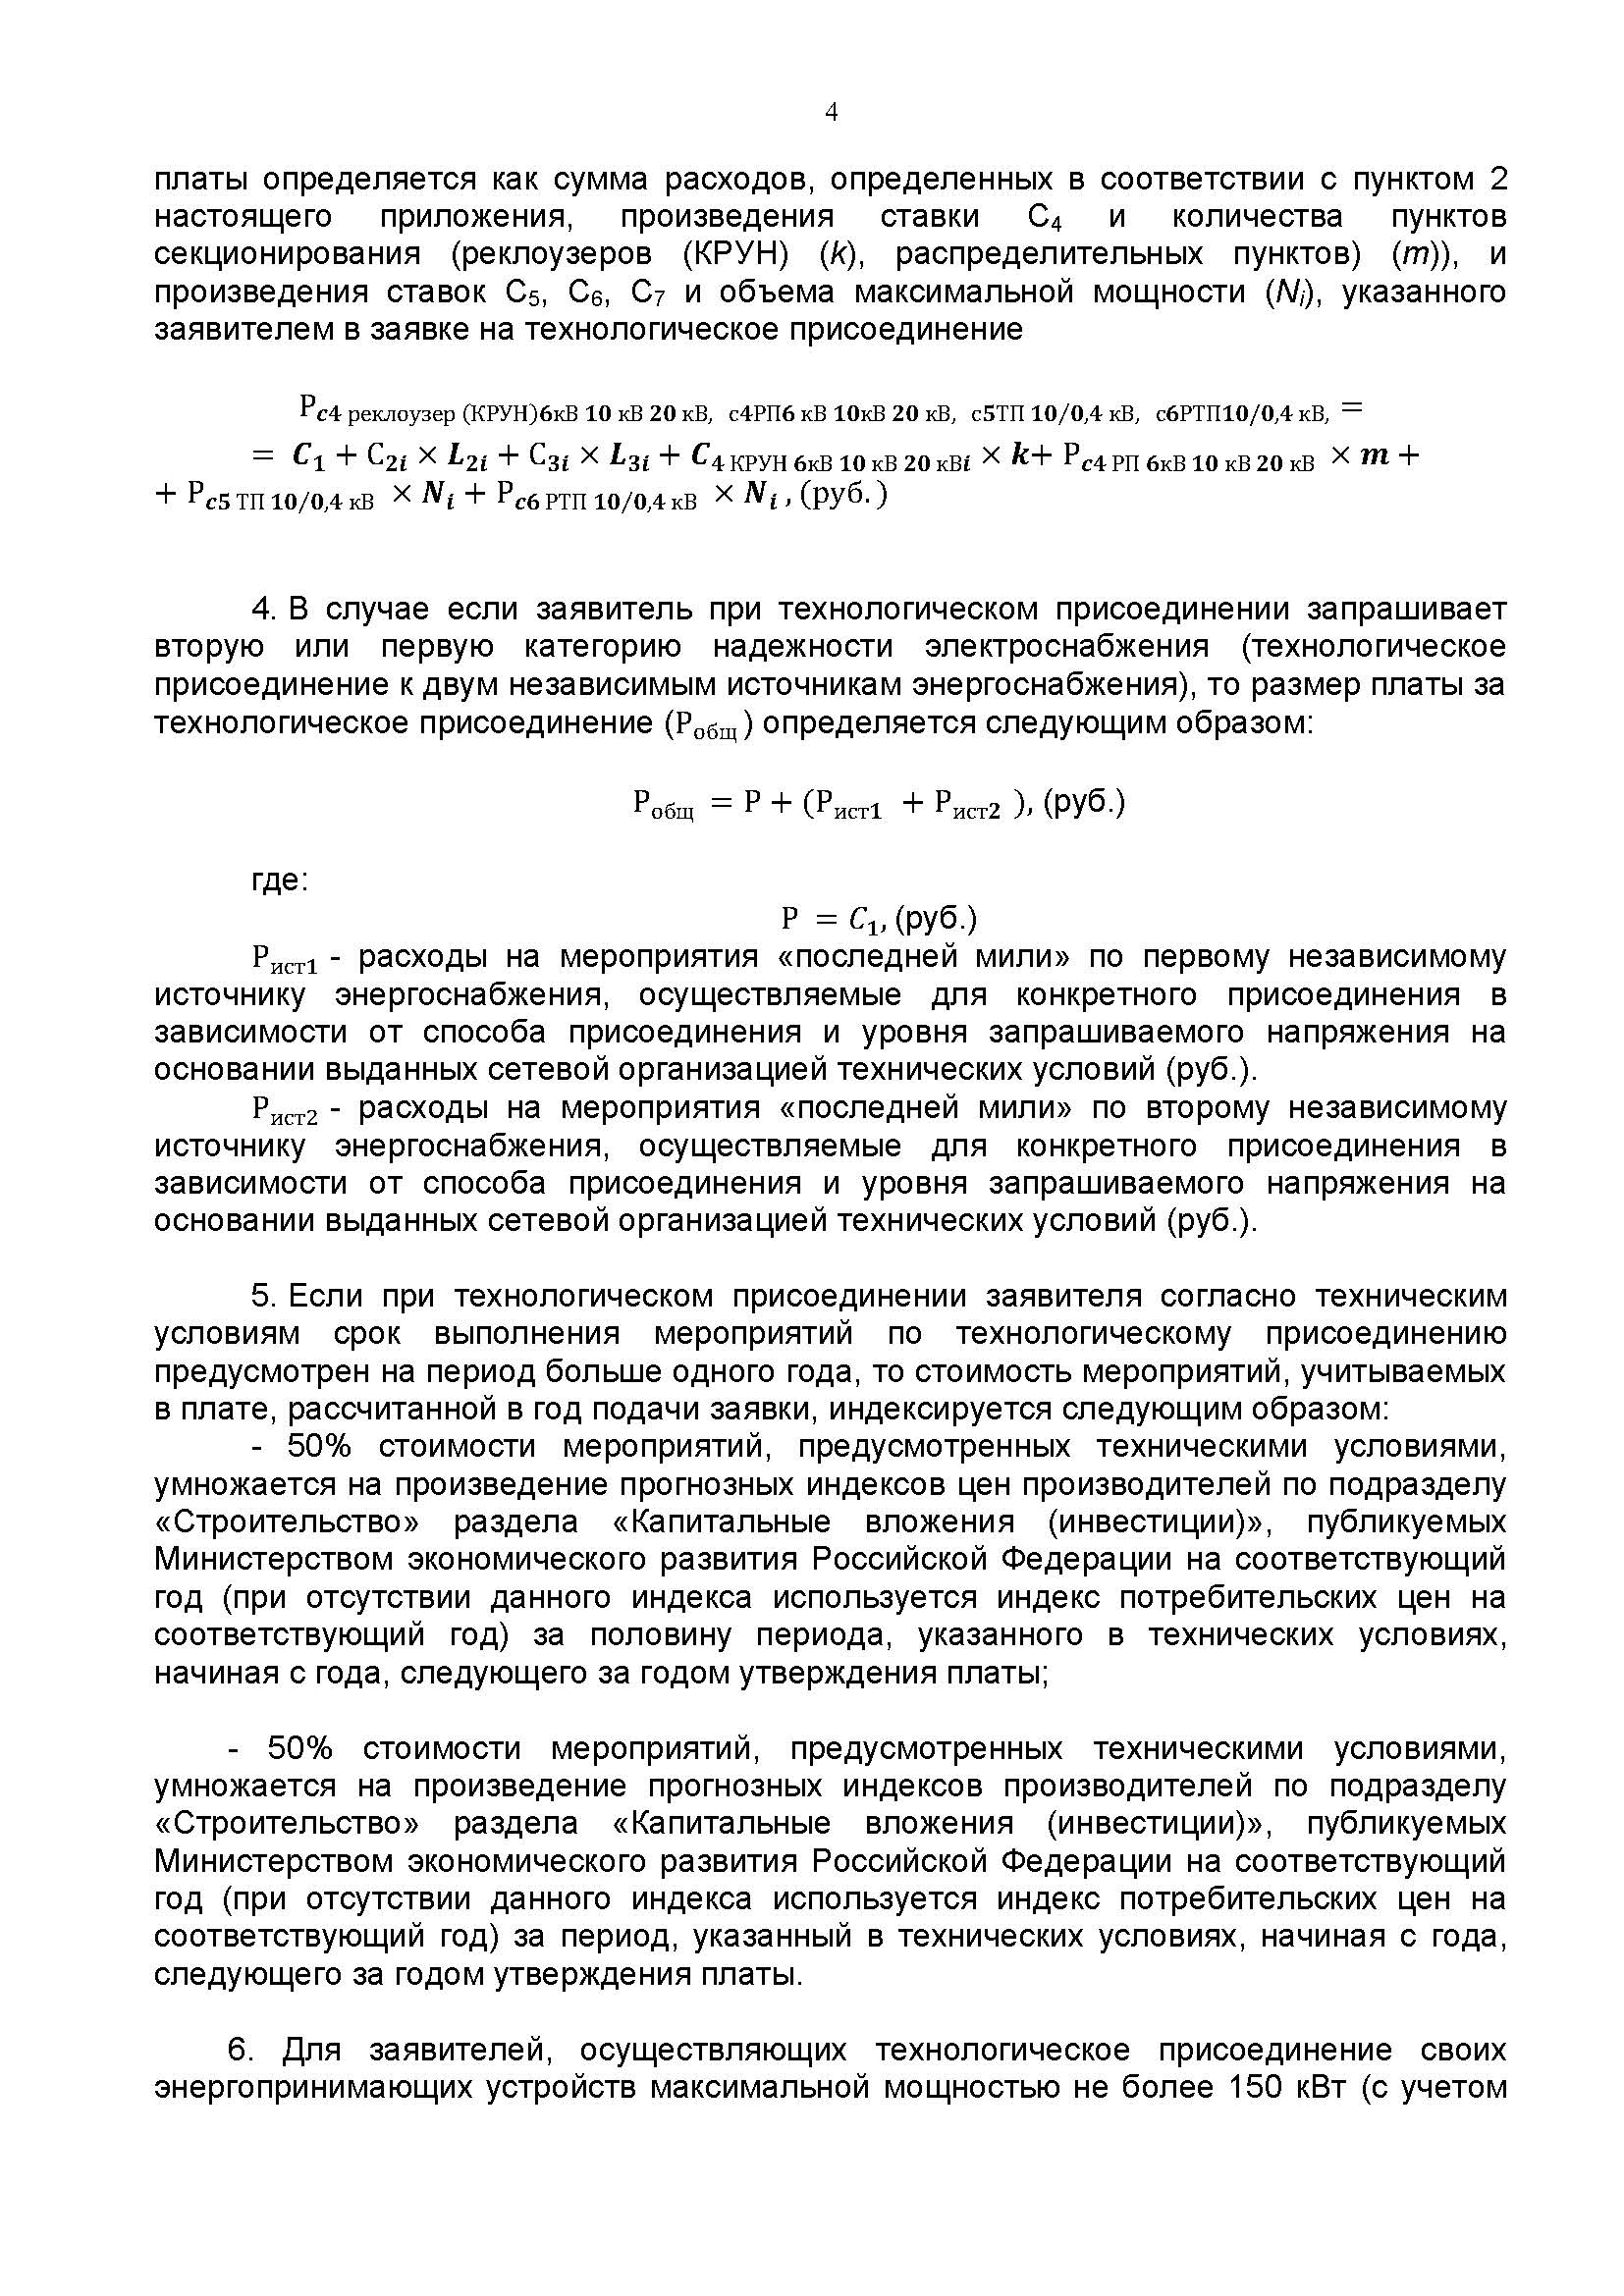 4
платы определяется как сумма расходов, определенных в соответствии с пунктом 2
настоящего приложения, произведения ставки С₄ и количества пунктов
секционирования (реклоузеров (КРУН) (k), распределительных пунктов) (m)), и
произведения ставок С₅, С₆, С₇ и объема максимальной мощности (Nᵢ), указанного
заявителем в заявке на технологическое присоединение
Р_с4 реклоузер (КРУН)6кВ 10 кВ 20 кВ, с4РП6 кВ 10кВ 20 кВ, с5ТП 10/0,4 кВ, с6РТП10/0,4 кВ, =
= C₁ + С₂ᵢ × L₂ᵢ + С₃ᵢ × L₃ᵢ + C₄ КРУН 6кВ 10 кВ 20 кВi × k+ Р_с4 РП 6кВ 10 кВ 20 кВ × m +
+ Р_с5 ТП 10/0,4 кВ × Nᵢ + Р_с6 РТП 10/0,4 кВ × Nᵢ , (руб. )
4. В случае если заявитель при технологическом присоединении запрашивает
вторую или первую категорию надежности электроснабжения (технологическое
присоединение к двум независимым источникам энергоснабжения), то размер платы за
технологическое присоединение (Р_общ ) определяется следующим образом:
Р_общ = Р + (Р_ист1 + Р_ист2 ), (руб.)
где:
Р = C₁, (руб.)
Р_ист1 - расходы на мероприятия «последней мили» по первому независимому
источнику энергоснабжения, осуществляемые для конкретного присоединения в
зависимости от способа присоединения и уровня запрашиваемого напряжения на
основании выданных сетевой организацией технических условий (руб.).
Р_ист2 - расходы на мероприятия «последней мили» по второму независимому
источнику энергоснабжения, осуществляемые для конкретного присоединения в
зависимости от способа присоединения и уровня запрашиваемого напряжения на
основании выданных сетевой организацией технических условий (руб.).
5. Если при технологическом присоединении заявителя согласно техническим
условиям срок выполнения мероприятий по технологическому присоединению
предусмотрен на период больше одного года, то стоимость мероприятий, учитываемых
в плате, рассчитанной в год подачи заявки, индексируется следующим образом:
- 50% стоимости мероприятий, предусмотренных техническими условиями,
умножается на произведение прогнозных индексов цен производителей по подразделу
«Строительство» раздела «Капитальные вложения (инвестиции)», публикуемых
Министерством экономического развития Российской Федерации на соответствующий
год (при отсутствии данного индекса используется индекс потребительских цен на
соответствующий год) за половину периода, указанного в технических условиях,
начиная с года, следующего за годом утверждения платы;
- 50% стоимости мероприятий, предусмотренных техническими условиями,
умножается на произведение прогнозных индексов производителей по подразделу
«Строительство» раздела «Капитальные вложения (инвестиции)», публикуемых
Министерством экономического развития Российской Федерации на соответствующий
год (при отсутствии данного индекса используется индекс потребительских цен на
соответствующий год) за период, указанный в технических условиях, начиная с года,
следующего за годом утверждения платы.
6. Для заявителей, осуществляющих технологическое присоединение своих
энергопринимающих устройств максимальной мощностью не более 150 кВт (с учетом